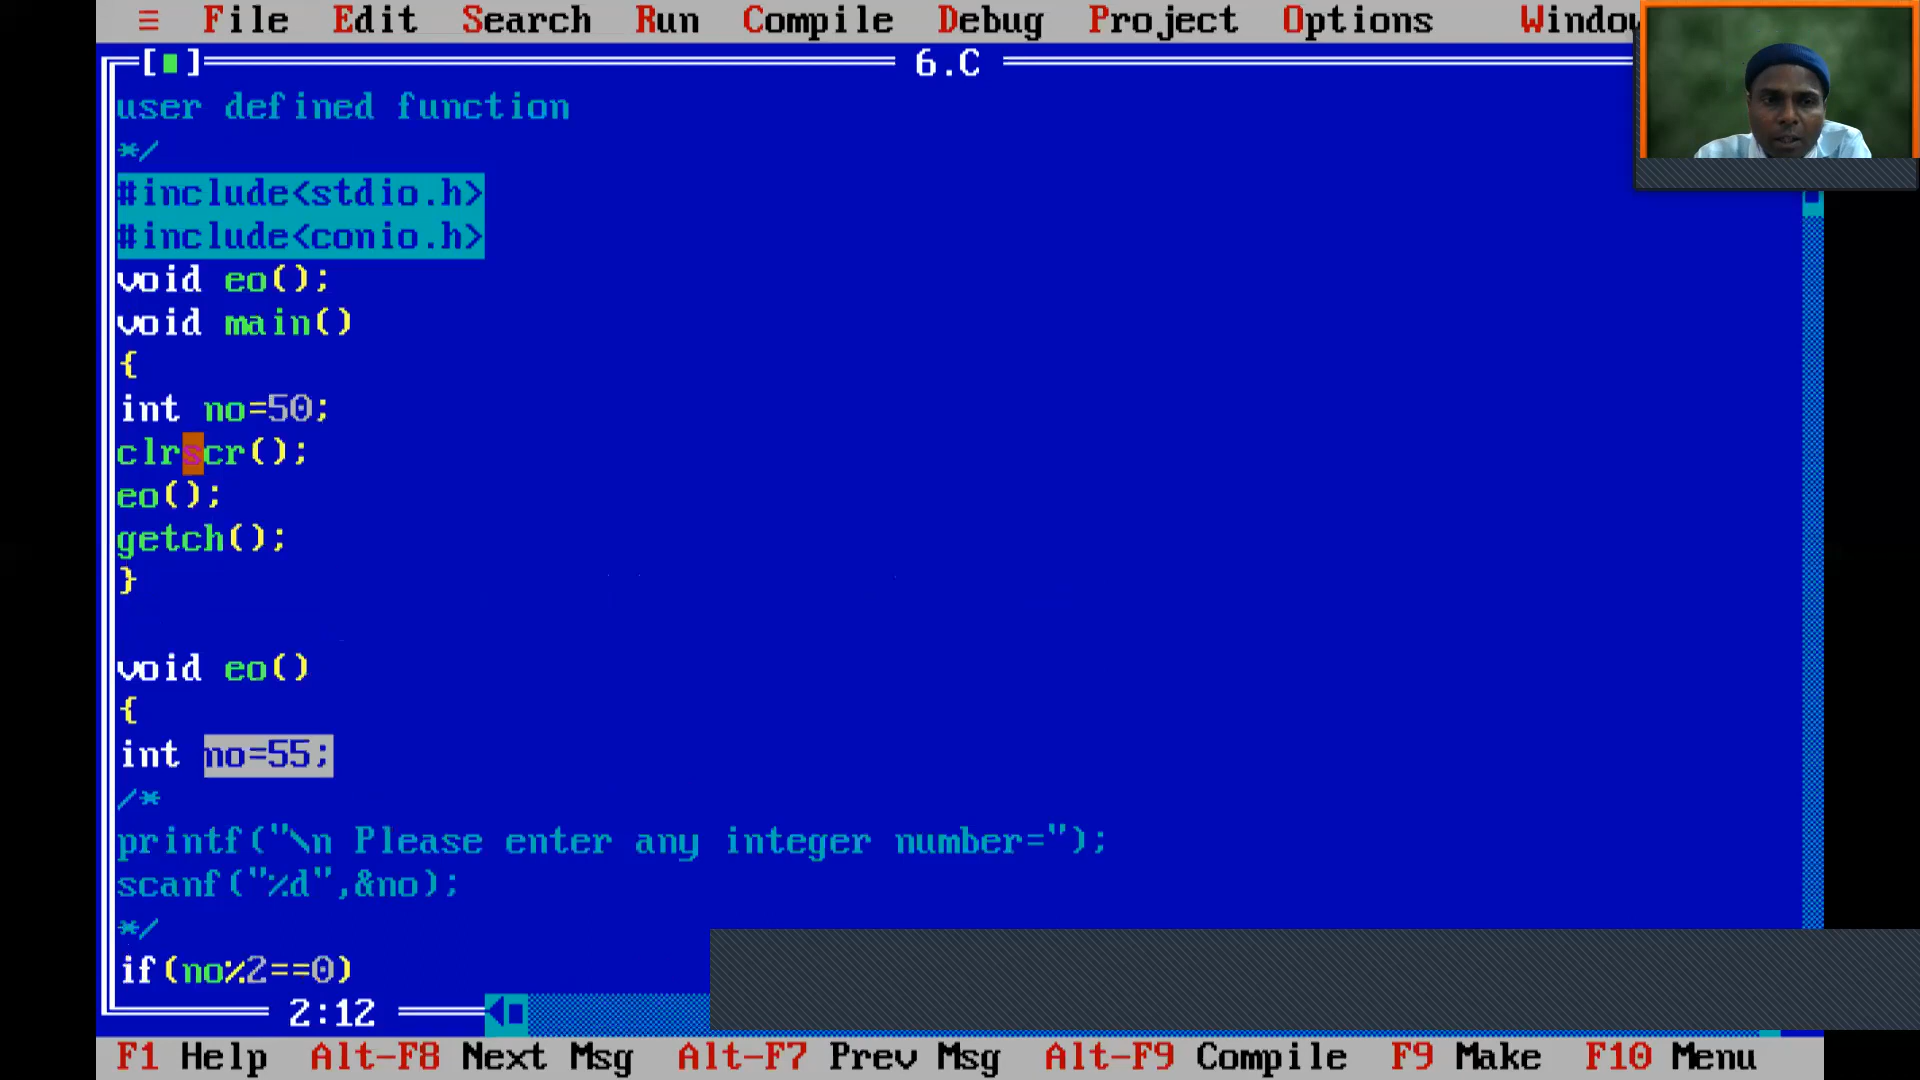 ≡ File Edit Search Run Compile Debug Project Options Window
[■] 6.C
user defined function
*/
#include<stdio.h>
#include<conio.h>
void eo();
void main()
{
int no=50;
clrscr();
eo();
getch();
}
void eo()
{
int no=55;
/*
printf("\n Please enter any integer number=");
scanf("%d",&no);
*/
if(no%2==0)
2:12
F1 Help Alt-F8 Next Msg Alt-F7 Prev Msg Alt-F9 Compile F9 Make F10 Menu